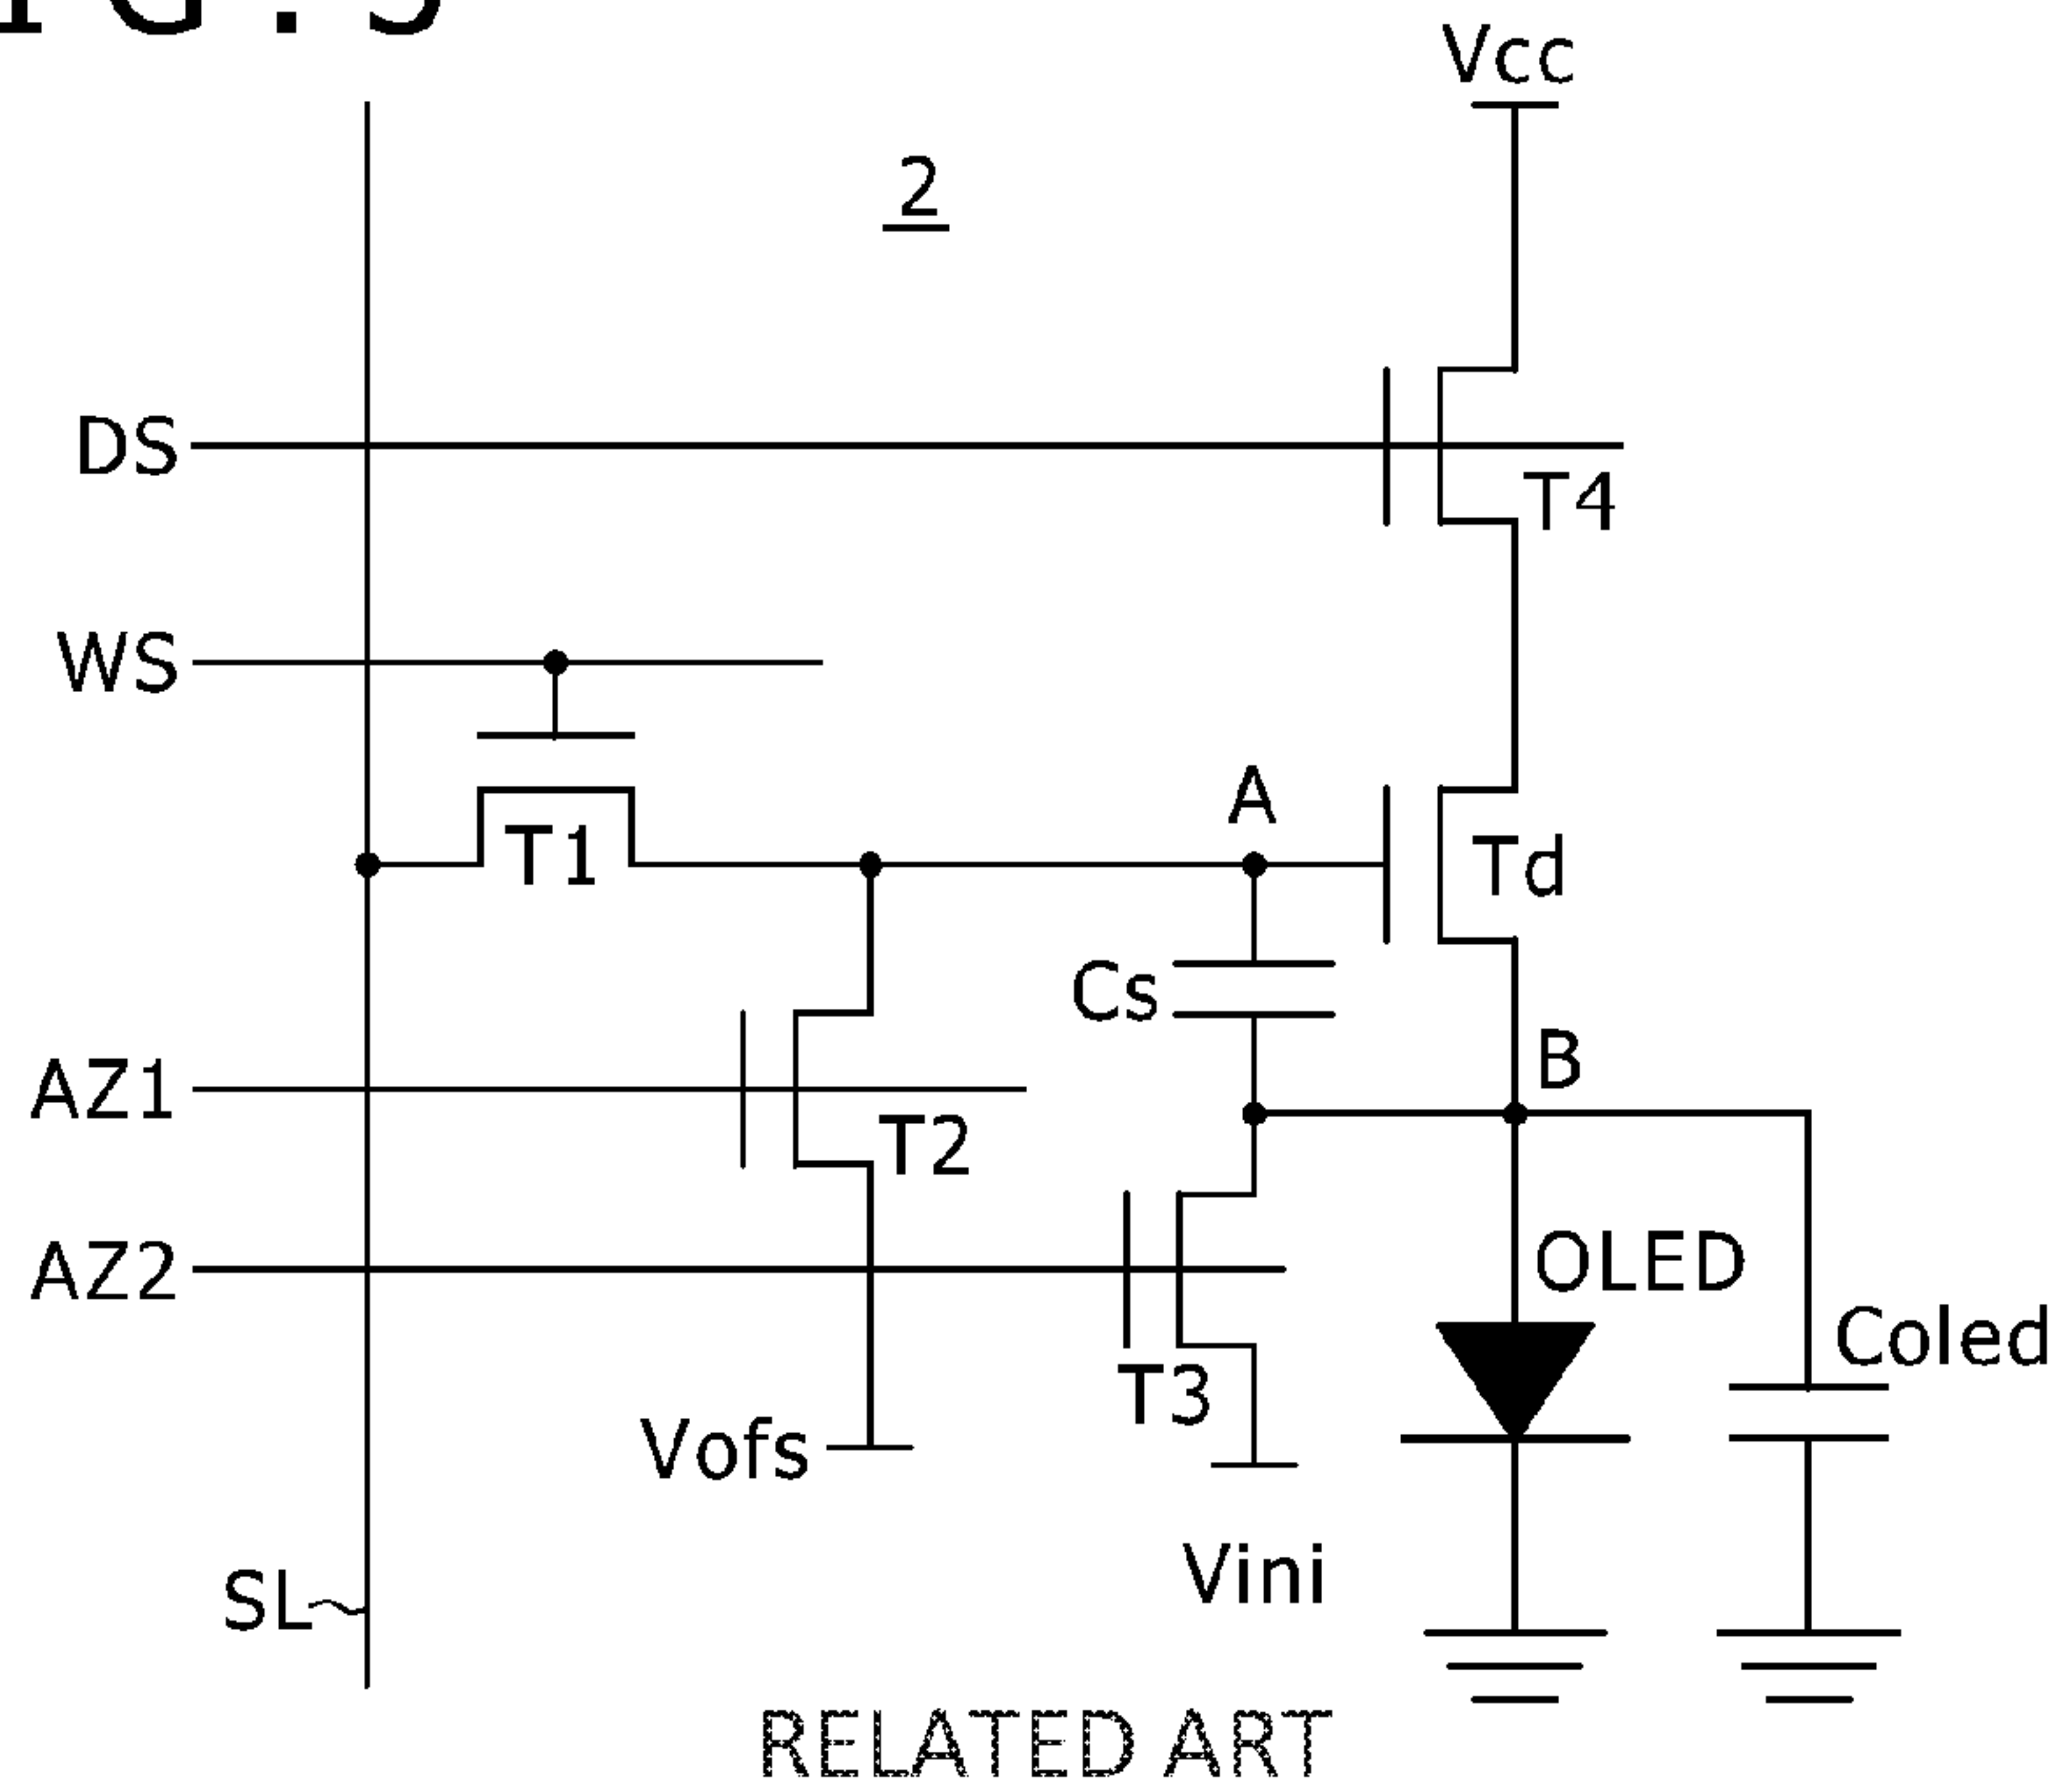 Vcc
2
DS
T4
WS
A
T1
Td
Cs
B
AZ1
T2
AZ2
OLED
Coled
T3
Vofs
Vini
SL
RELATED ART